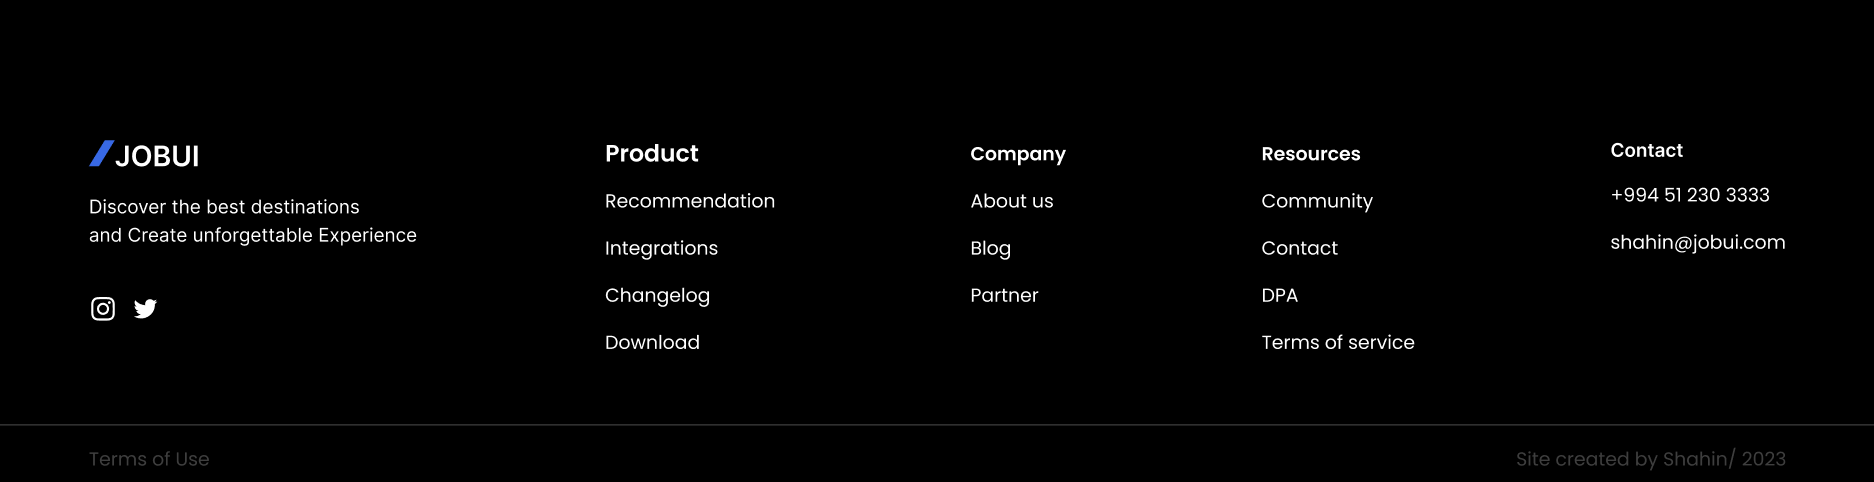 JOBUI
Discover the best destinations
and Create unforgettable Experience
Product
Recommendation
Integrations
Changelog
Download
Company
About us
Blog
Partner
Resources
Community
Contact
DPA
Terms of service
Contact
+994 51 230 3333
shahin@jobui.com
Terms of Use
Site created by Shahin/ 2023